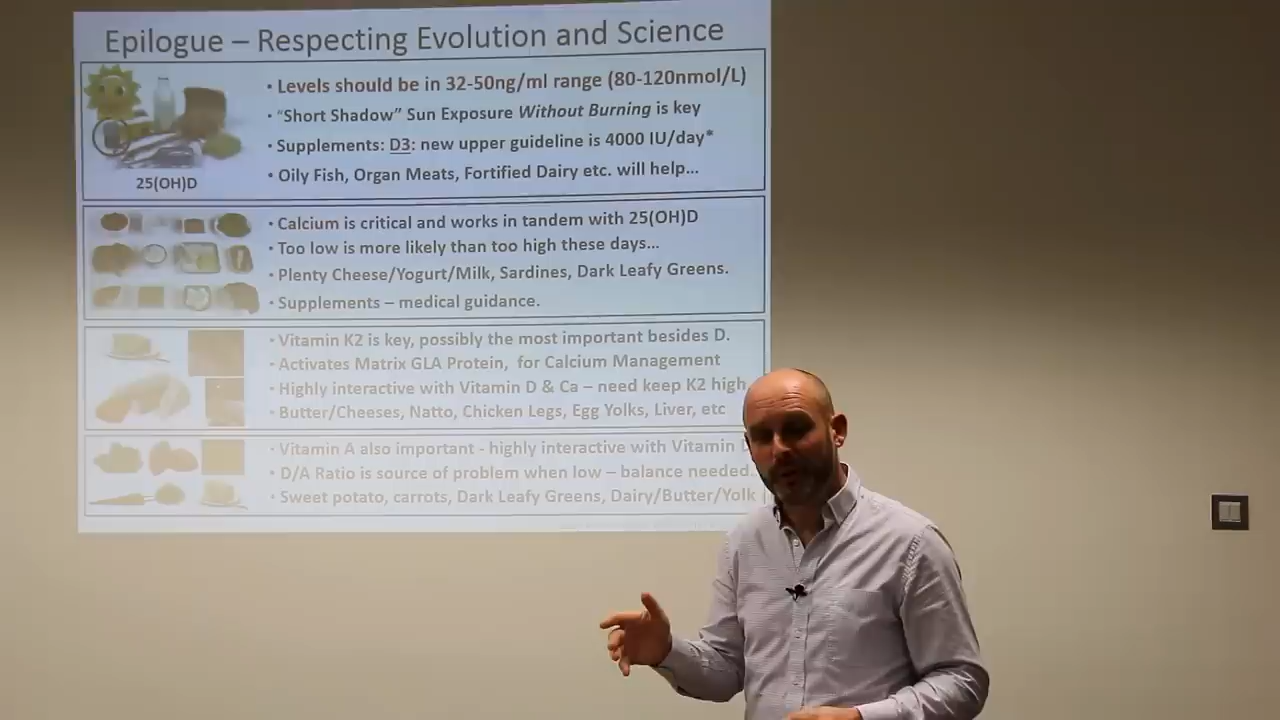 Epilogue – Respecting Evolution and Science
• Levels should be in 32-50ng/ml range (80-120nmol/L)
• "Short Shadow" Sun Exposure Without Burning is key
• Supplements: D3: new upper guideline is 4000 IU/day*
• Oily Fish, Organ Meats, Fortified Dairy etc. will help...
25(OH)D
• Calcium is critical and works in tandem with 25(OH)D
• Too low is more likely than too high these days...
• Plenty Cheese/Yogurt/Milk, Sardines, Dark Leafy Greens.
• Supplements – medical guidance.
• Vitamin K2 is key, possibly the most important besides D.
• Activates Matrix GLA Protein, for Calcium Management
• Highly interactive with Vitamin D & Ca – need keep K2 high
• Butter/Cheeses, Natto, Chicken Legs, Egg Yolks, Liver, etc
• Vitamin A also important - highly interactive with Vitamin
• D/A Ratio is source of problem when low – balance needed.
• Sweet potato, carrots, Dark Leafy Greens, Dairy/Butter/Yolk